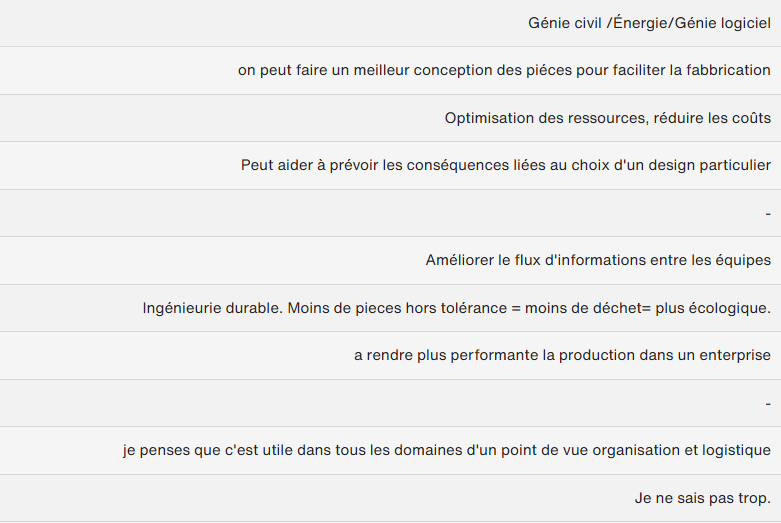 Génie civil /Énergie/Génie logiciel
on peut faire un meilleur conception des piéces pour faciliter la fabbrication
Optimisation des ressources, réduire les coûts
Peut aider à prévoir les conséquences liées au choix d'un design particulier
-
Améliorer le flux d'informations entre les équipes
Ingénieurie durable. Moins de pieces hors tolérance = moins de déchet= plus écologique.
a rendre plus performante la production dans un enterprise
-
je penses que c'est utile dans tous les domaines d'un point de vue organisation et logistique
Je ne sais pas trop.